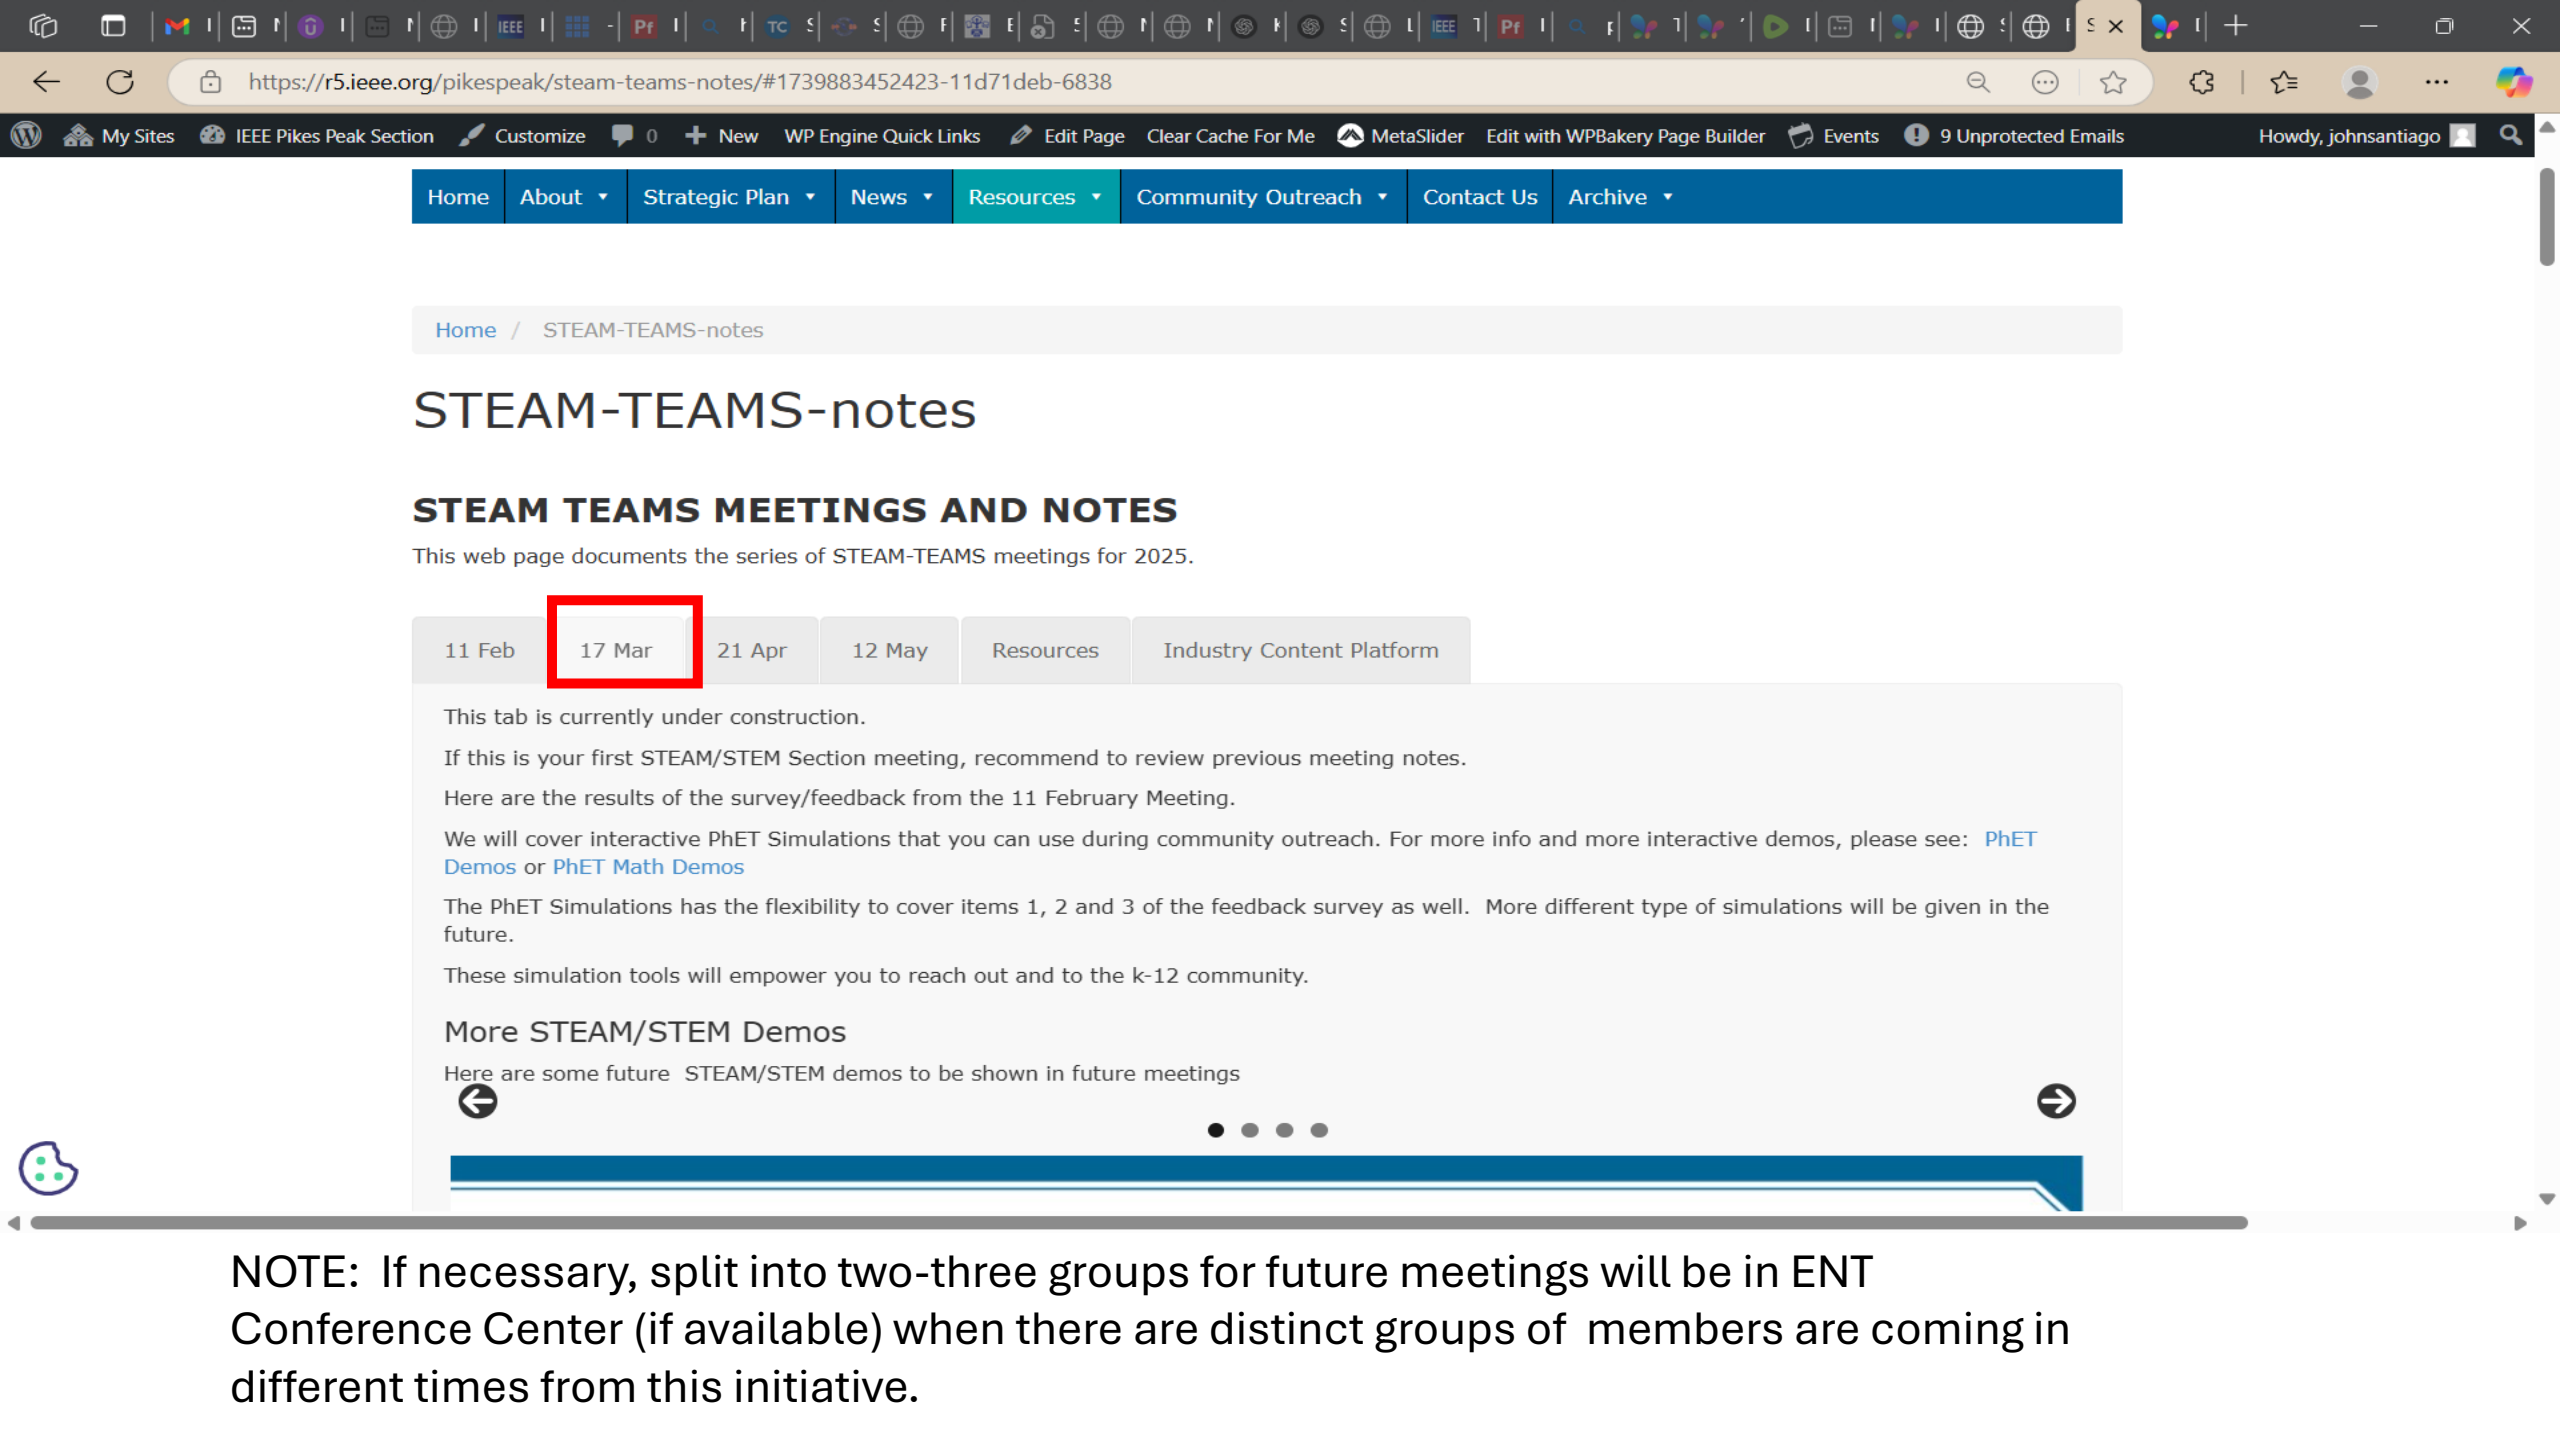 https://r5.ieee.org/pikespeak/steam-teams-notes/#1739883452423-11d71deb-6838
My Sites IEEE Pikes Peak Section Customize 0 New WP Engine Quick Links Edit Page Clear Cache For Me MetaSlider Edit with WPBakery Page Builder Events 9 Unprotected Emails Howdy, johnsantiago
Home About Strategic Plan News Resources Community Outreach Contact Us Archive
Home / STEAM-TEAMS-notes
STEAM-TEAMS-notes
STEAM TEAMS MEETINGS AND NOTES
This web page documents the series of STEAM-TEAMS meetings for 2025.
11 Feb 17 Mar 21 Apr 12 May Resources Industry Content Platform
This tab is currently under construction.
If this is your first STEAM/STEM Section meeting, recommend to review previous meeting notes.
Here are the results of the survey/feedback from the 11 February Meeting.
We will cover interactive PhET Simulations that you can use during community outreach. For more info and more interactive demos, please see: PhET
Demos or PhET Math Demos
The PhET Simulations has the flexibility to cover items 1, 2 and 3 of the feedback survey as well. More different type of simulations will be given in the
future.
These simulation tools will empower you to reach out and to the k-12 community.
More STEAM/STEM Demos
Here are some future STEAM/STEM demos to be shown in future meetings
NOTE: If necessary, split into two-three groups for future meetings will be in ENT
Conference Center (if available) when there are distinct groups of members are coming in
different times from this initiative.